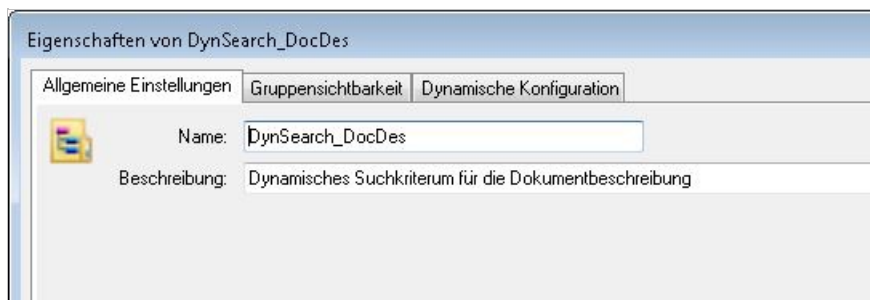 Eigenschaften von DynSearch_DocDes
Allgemeine Einstellungen Gruppensichtbarkeit Dynamische Konfiguration
Name: DynSearch_DocDes
Beschreibung: Dynamisches Suchkriterum für die Dokumentbeschreibung